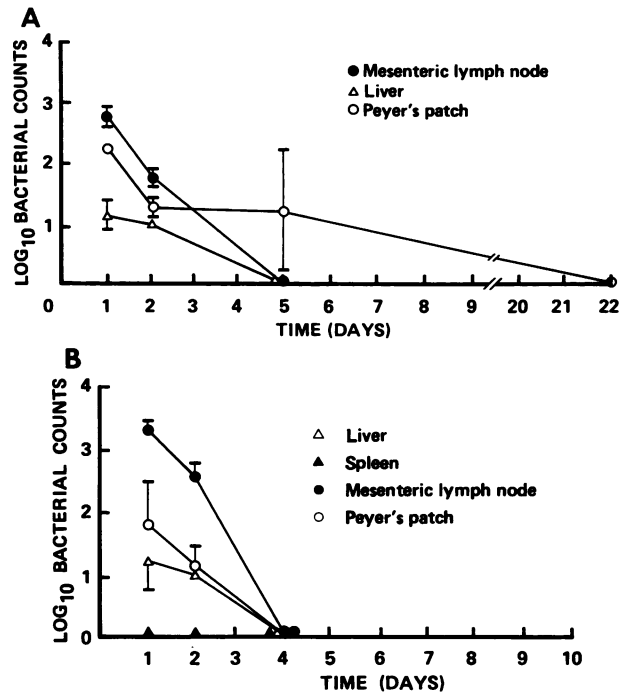 A
LOG10 BACTERIAL COUNTS
4
3
2
1
Mesenteric lymph node
Liver
Peyer's patch
0 1 2 3 4 5 6 7 8 9 20 21 22
TIME (DAYS)
B
LOG10 BACTERIAL COUNTS
4
3
2
1
0
Liver
Spleen
Mesenteric lymph node
Peyer's patch
1 2 3 4 5 6 7 8 9 10
TIME (DAYS)